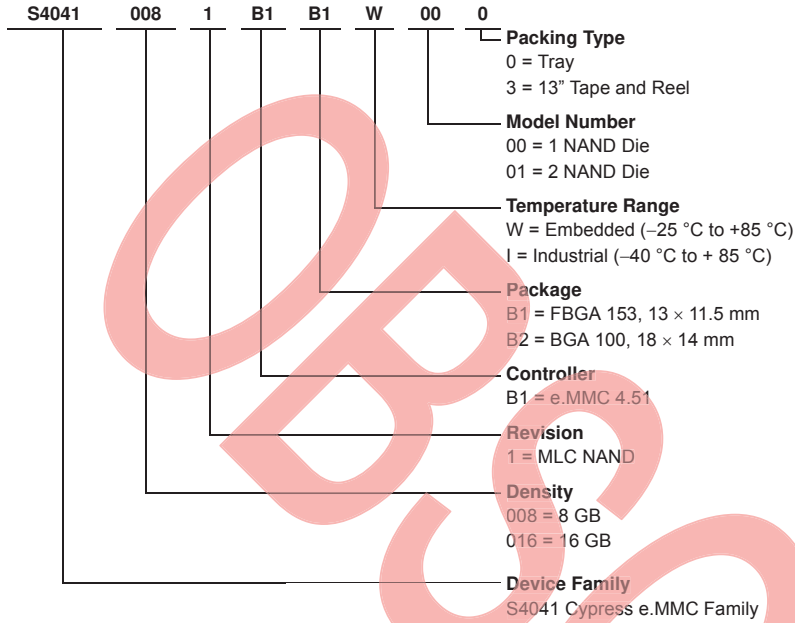 S4041 008 1 B1 B1 W 00 0
Packing Type
0 = Tray
3 = 13” Tape and Reel
Model Number
00 = 1 NAND Die
01 = 2 NAND Die
Temperature Range
W = Embedded (–25 °C to +85 °C)
I = Industrial (–40 °C to + 85 °C)
Package
B1 = FBGA 153, 13 × 11.5 mm
B2 = BGA 100, 18 × 14 mm
Controller
B1 = e.MMC 4.51
Revision
1 = MLC NAND
Density
008 = 8 GB
016 = 16 GB
Device Family
S4041 Cypress e.MMC Family
OBSO